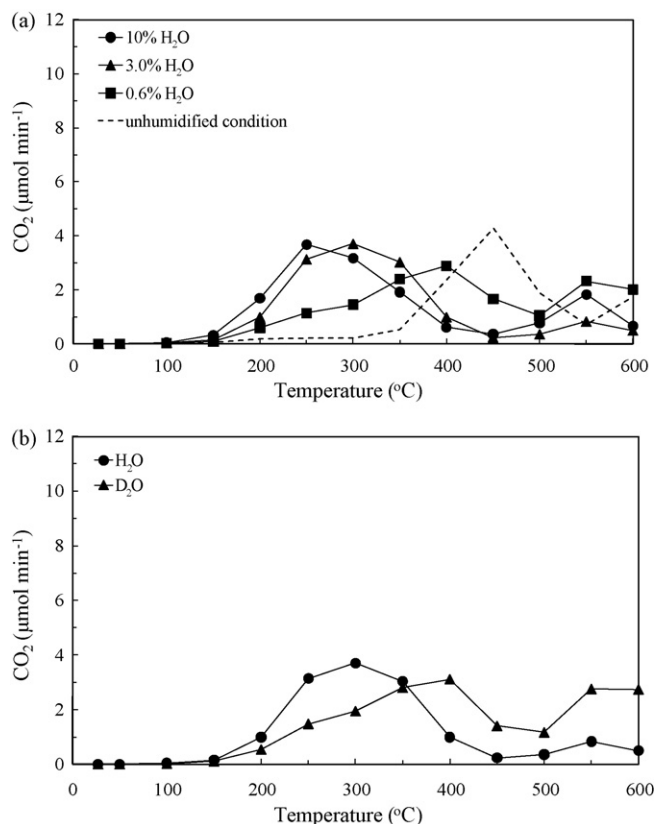 (a)
12
10
8
6
4
2
0
CO₂ (µmol min⁻¹)
10% H₂O
3.0% H₂O
0.6% H₂O
unhumidified condition
0 100 200 300 400 500 600
Temperature (°C)
(b)
12
10
8
6
4
2
0
CO₂ (µmol min⁻¹)
H₂O
D₂O
0 100 200 300 400 500 600
Temperature (°C)